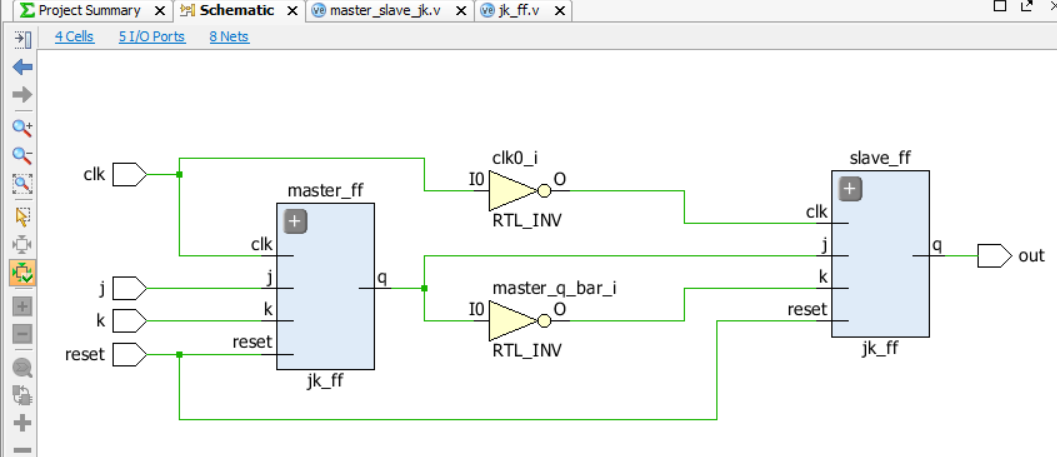 Project Summary
Schematic
master_slave_jk.v
jk_ff.v
4 Cells
5 I/O Ports
8 Nets
clk
j
k
reset
master_ff
clk
j
k
reset
q
jk_ff
clk0_i
I0
O
RTL_INV
master_q_bar_i
I0
O
RTL_INV
slave_ff
clk
j
k
reset
q
jk_ff
out